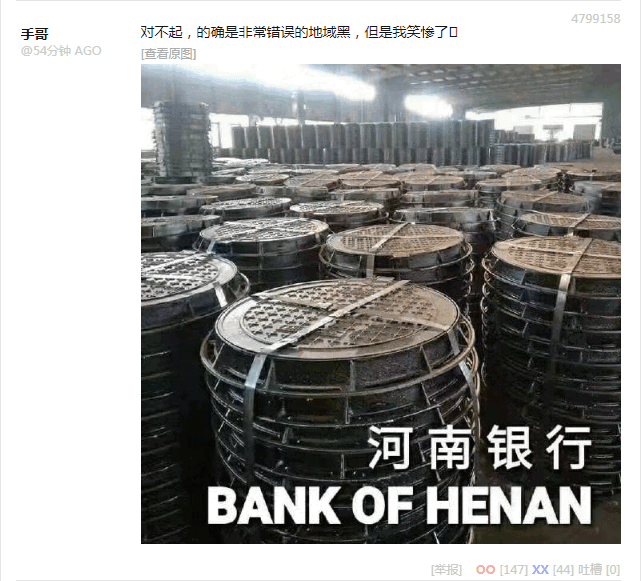 4799158
手哥
@54分钟 AGO
对不起，的确是非常错误的地域黑，但是我笑惨了
[查看原图]
河南银行
BANK OF HENAN
[举报] OO [147] XX [44] 吐槽 [0]